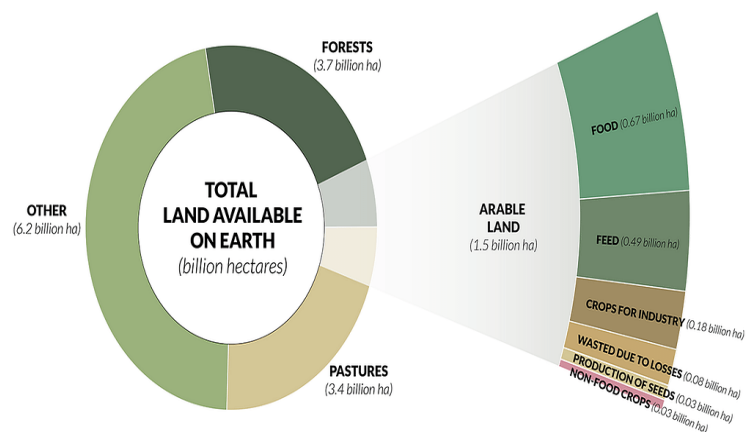 FORESTS
(3.7 billion ha)
FOOD (0.67 billion ha)
TOTAL
LAND AVAILABLE
ON EARTH
(billion hectares)
OTHER
(6.2 billion ha)
ARABLE
LAND
(1.5 billion ha)
FEED (0.49 billion ha)
CROPS FOR INDUSTRY (0.18 billion ha)
WASTED DUE TO LOSSES (0.08 billion ha)
PRODUCTION OF SEEDS (0.03 billion ha)
NON-FOOD CROPS (0.03 billion ha)
PASTURES
(3.4 billion ha)